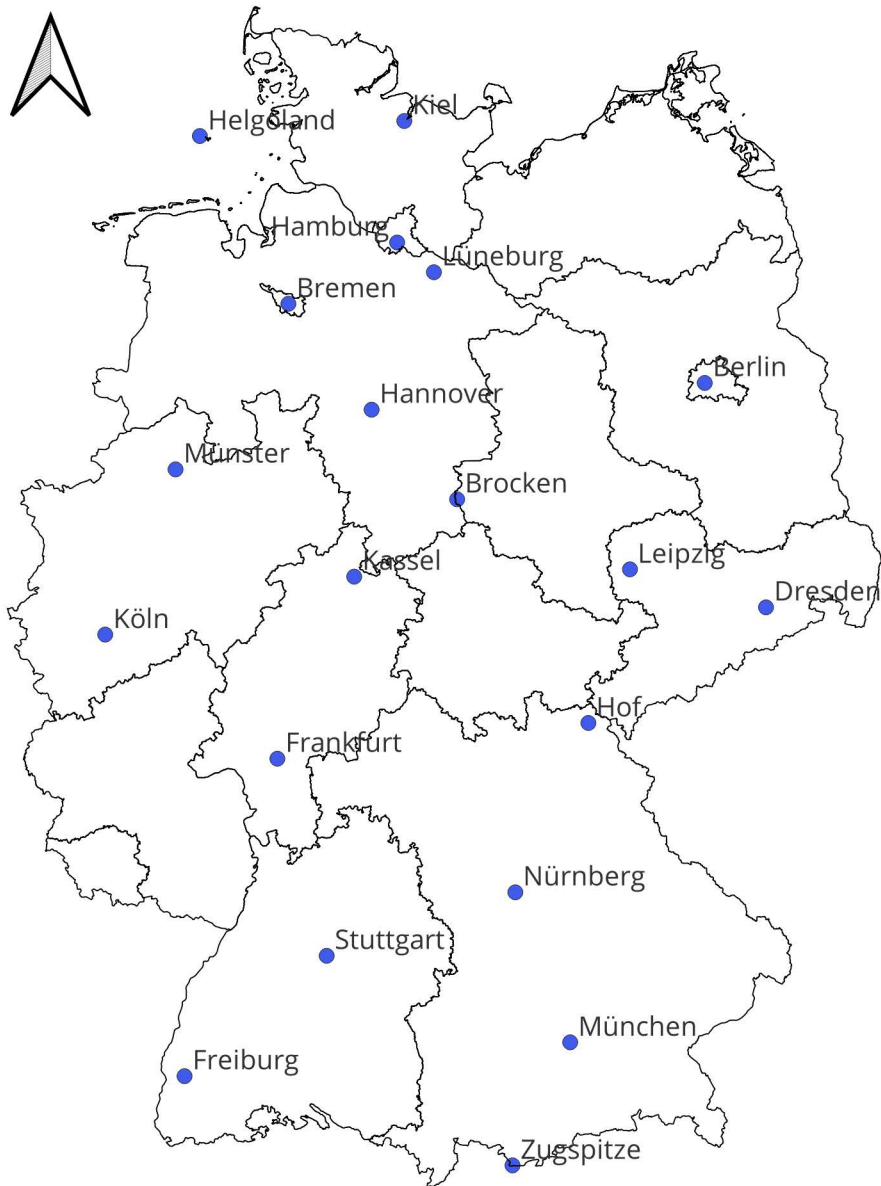 Kiel
Helgoland
Hamburg
Lüneburg
Bremen
Berlin
Hannover
Münster
Brocken
Kassel
Leipzig
Dresden
Köln
Hof
Frankfurt
Nürnberg
Stuttgart
München
Freiburg
Zugspitze